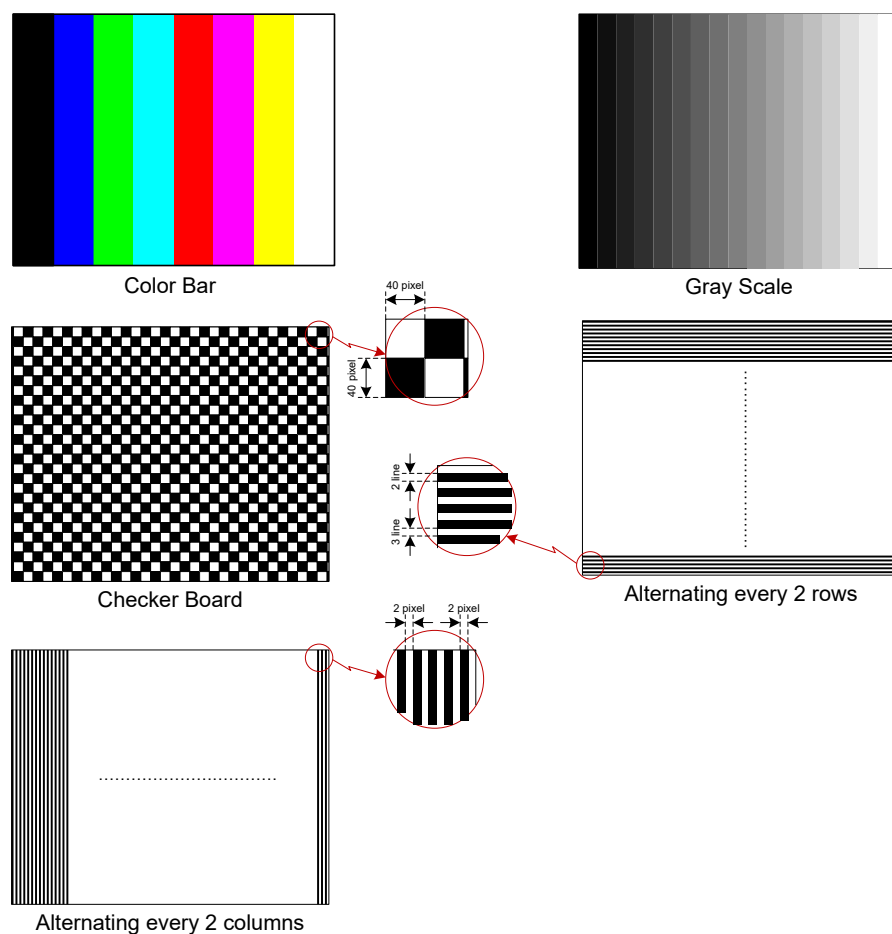 Color Bar
Gray Scale
40 pixel
40 pixel
2 line
3 line
Checker Board
Alternating every 2 rows
2 pixel
2 pixel
Alternating every 2 columns